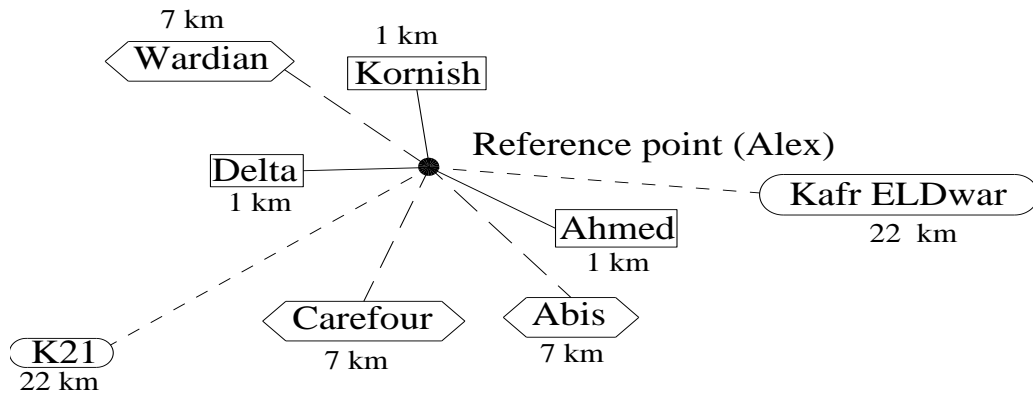 7 km
Wardian
1 km
Kornish
Reference point (Alex)
Delta
1 km
Kafr ELDwar
22 km
Ahmed
1 km
Carefour
7 km
Abis
7 km
K21
22 km